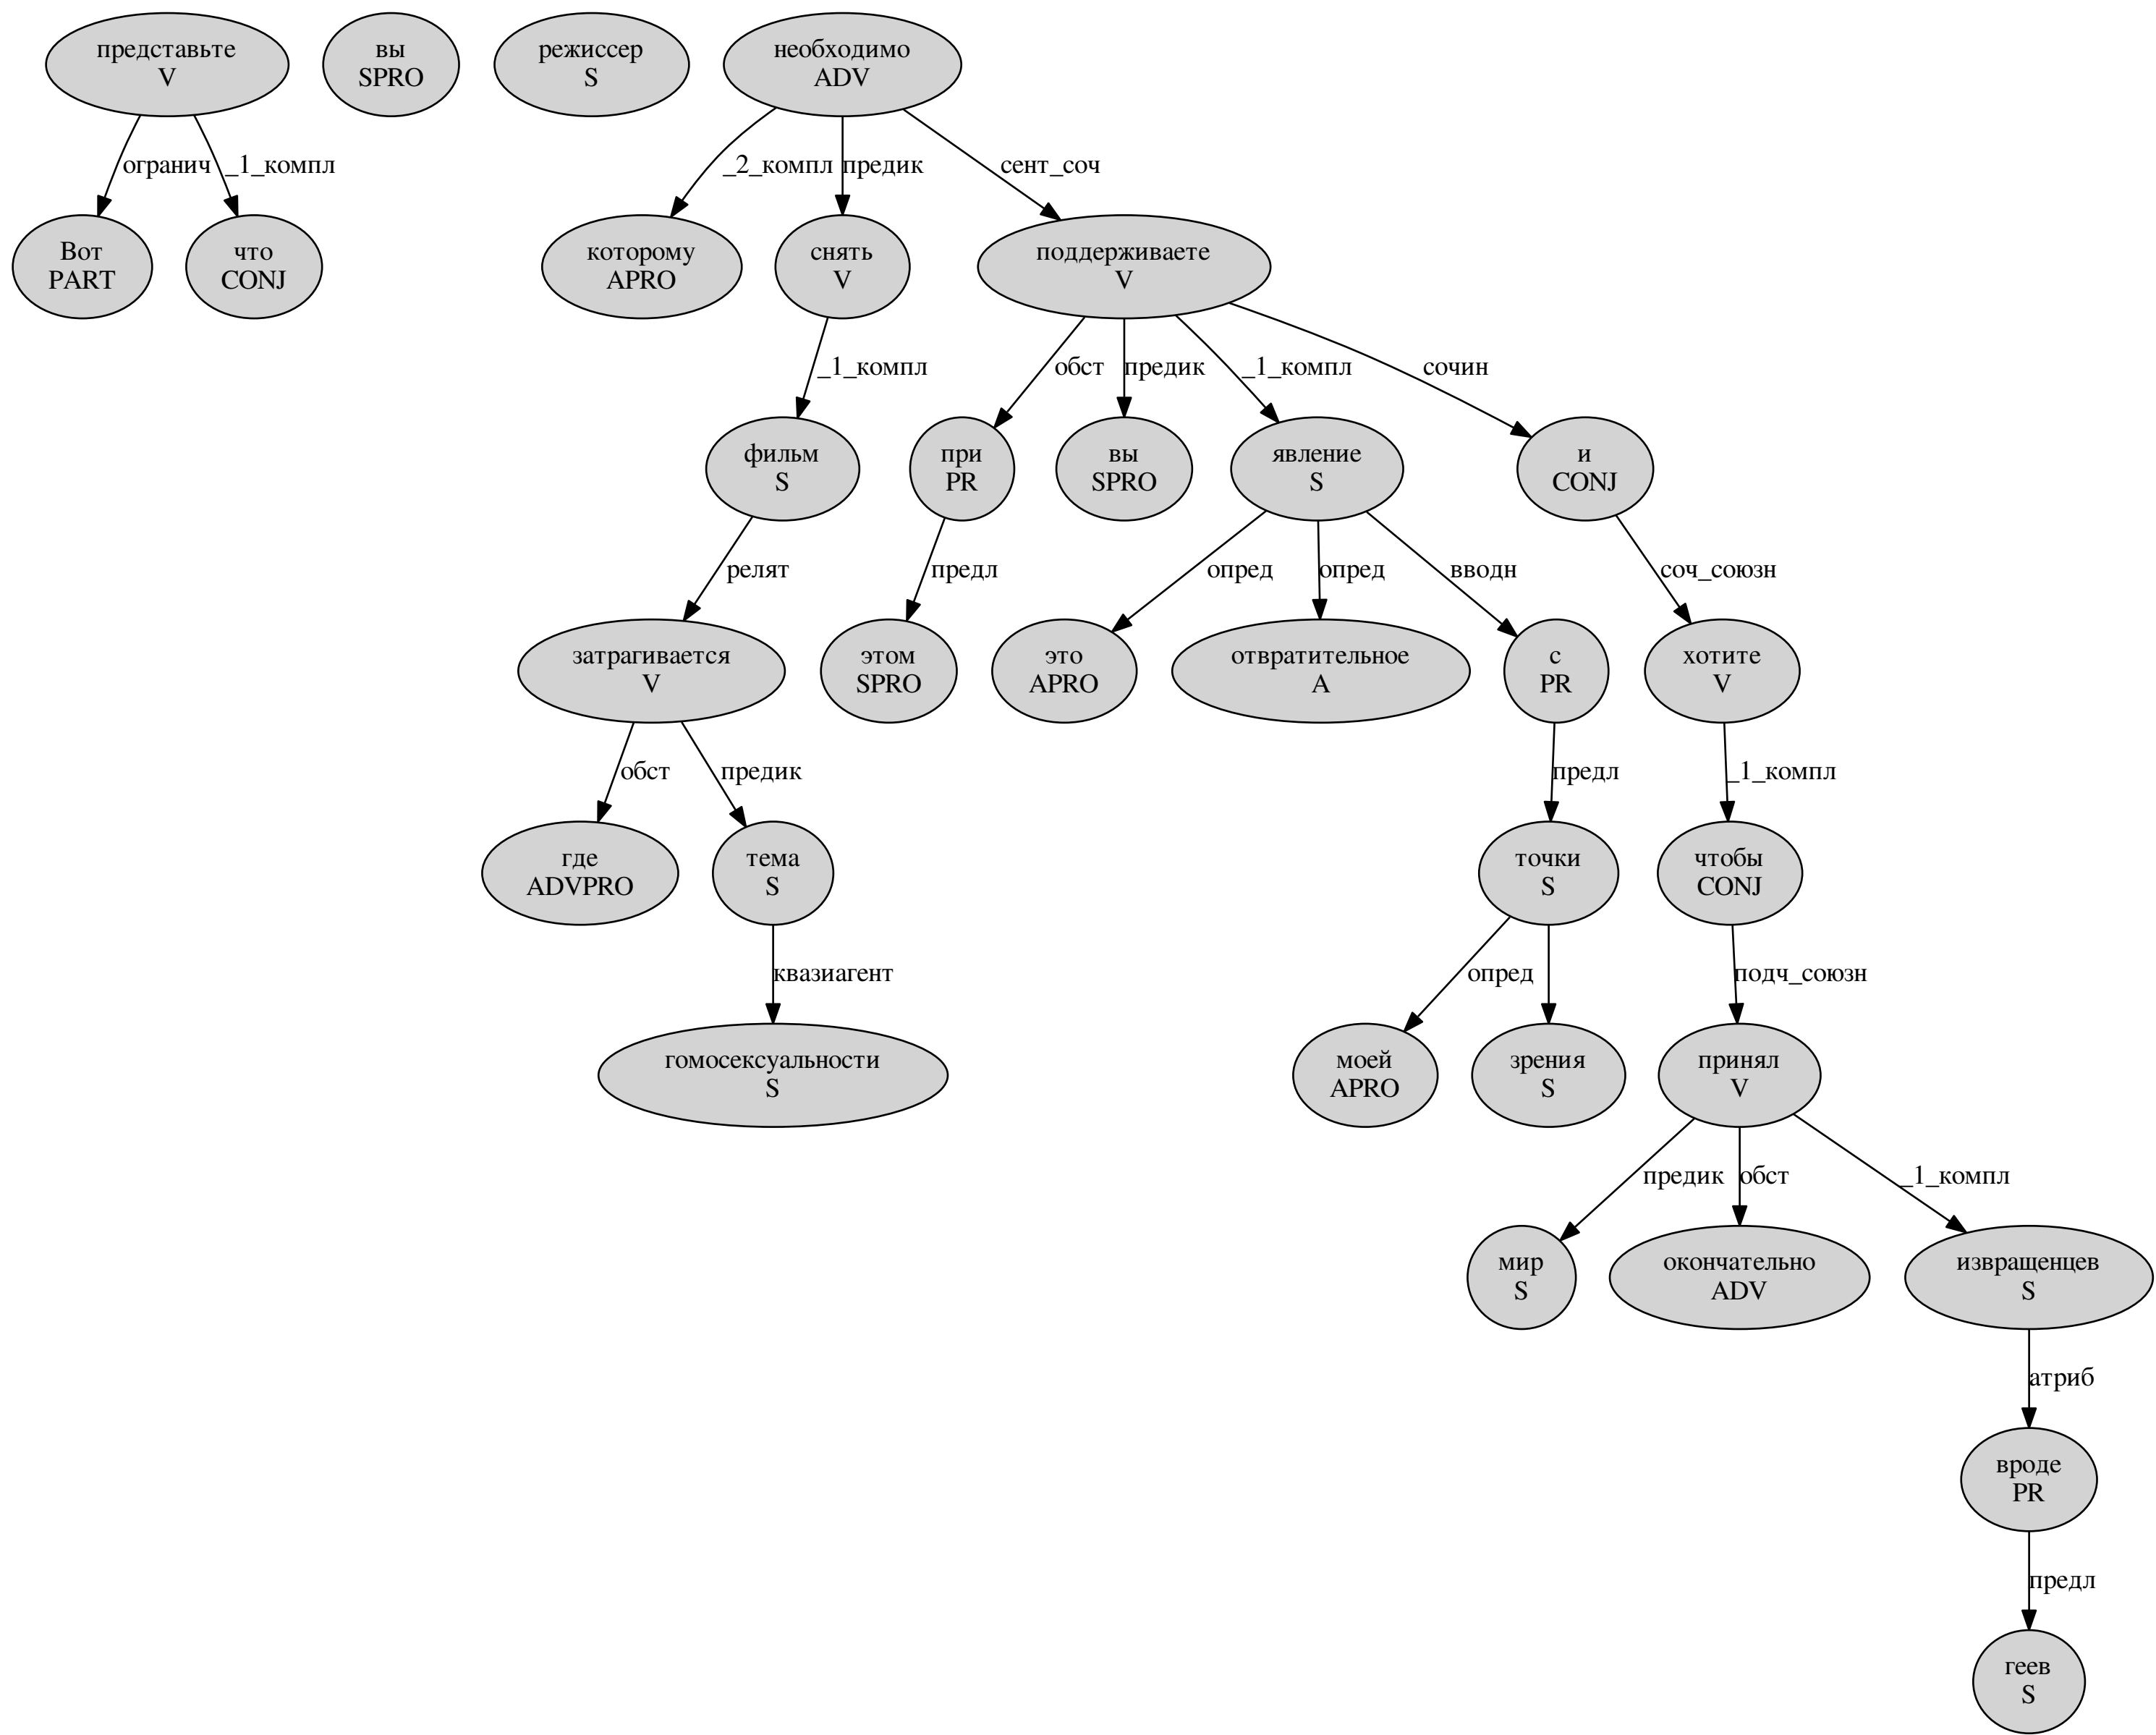 представьте
V
вы
SPRO
режиссер
S
необходимо
ADV
огранич
_1_компл
_2_компл
предик
сент_соч
Вот
PART
что
CONJ
которому
APRO
снять
V
поддерживаете
V
_1_компл
обст
предик
_1_компл
сочин
фильм
S
при
PR
вы
SPRO
явление
S
и
CONJ
релят
предл
опред
опред
вводн
соч_союзн
затрагивается
V
этом
SPRO
это
APRO
отвратительное
A
с
PR
хотите
V
обст
предик
предл
_1_компл
где
ADVPRO
тема
S
точки
S
чтобы
CONJ
квазиагент
опред
подч_союзн
гомосексуальности
S
моей
APRO
зрения
S
принял
V
предик
обст
_1_компл
мир
S
окончательно
ADV
извращенцев
S
атриб
вроде
PR
предл
геев
S